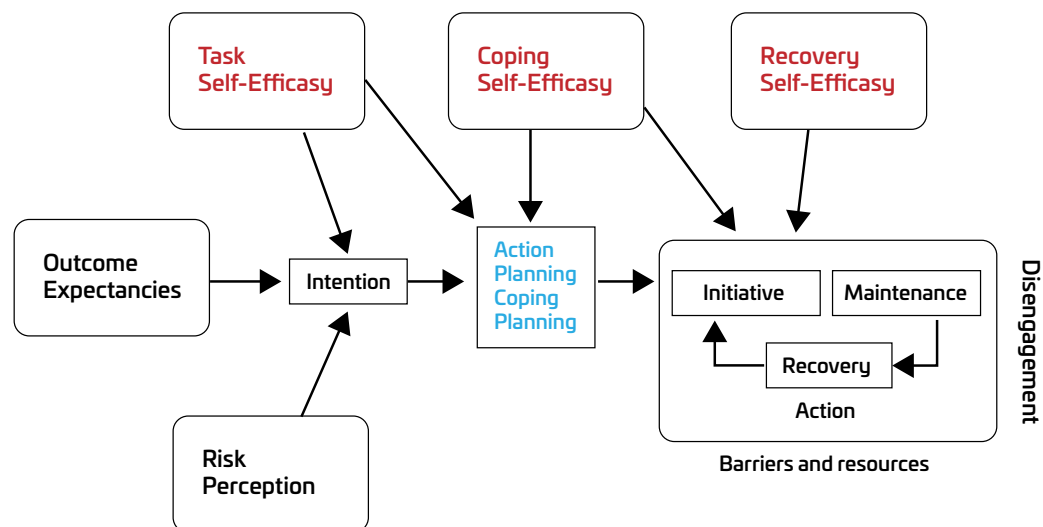 Task
Self-Efficasy
Coping
Self-Efficasy
Recovery
Self-Efficasy
Outcome
Expectancies
Intention
Action
Planning
Coping
Planning
Initiative
Maintenance
Recovery
Action
Disengagement
Risk
Perception
Barriers and resources